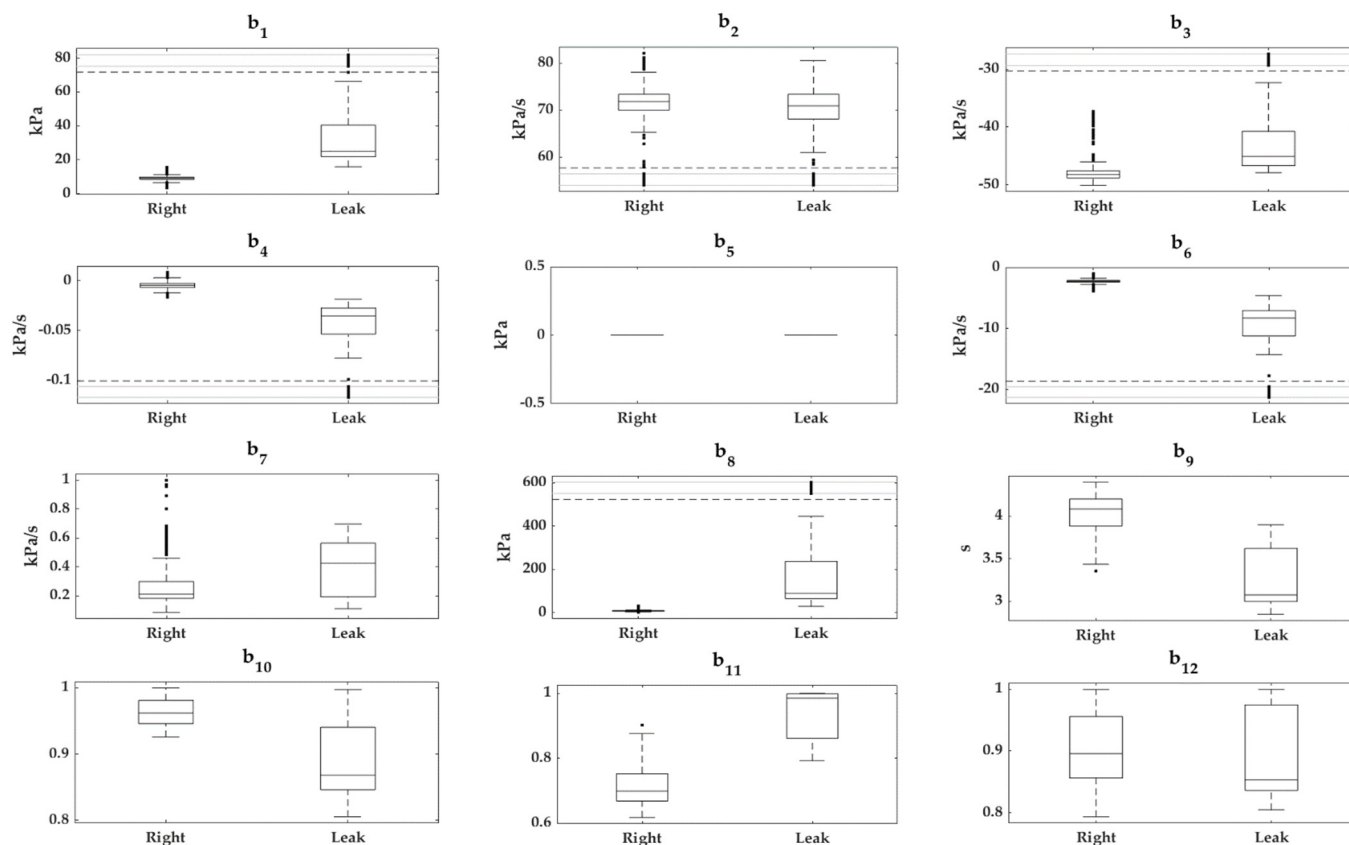 b1
80
60
40
20
0
kPa
Right Leak
b2
80
70
60
kPa/s
Right Leak
b3
-30
-40
-50
kPa/s
Right Leak
b4
0
-0.05
-0.1
kPa/s
Right Leak
b5
0.5
0
-0.5
kPa
Right Leak
b6
0
-10
-20
kPa/s
Right Leak
b7
1
0.8
0.6
0.4
0.2
kPa/s
Right Leak
b8
600
400
200
0
kPa
Right Leak
b9
4
3.5
3
s
Right Leak
b10
1
0.9
0.8
Right Leak
b11
1
0.8
0.6
Right Leak
b12
1
0.9
0.8
Right Leak